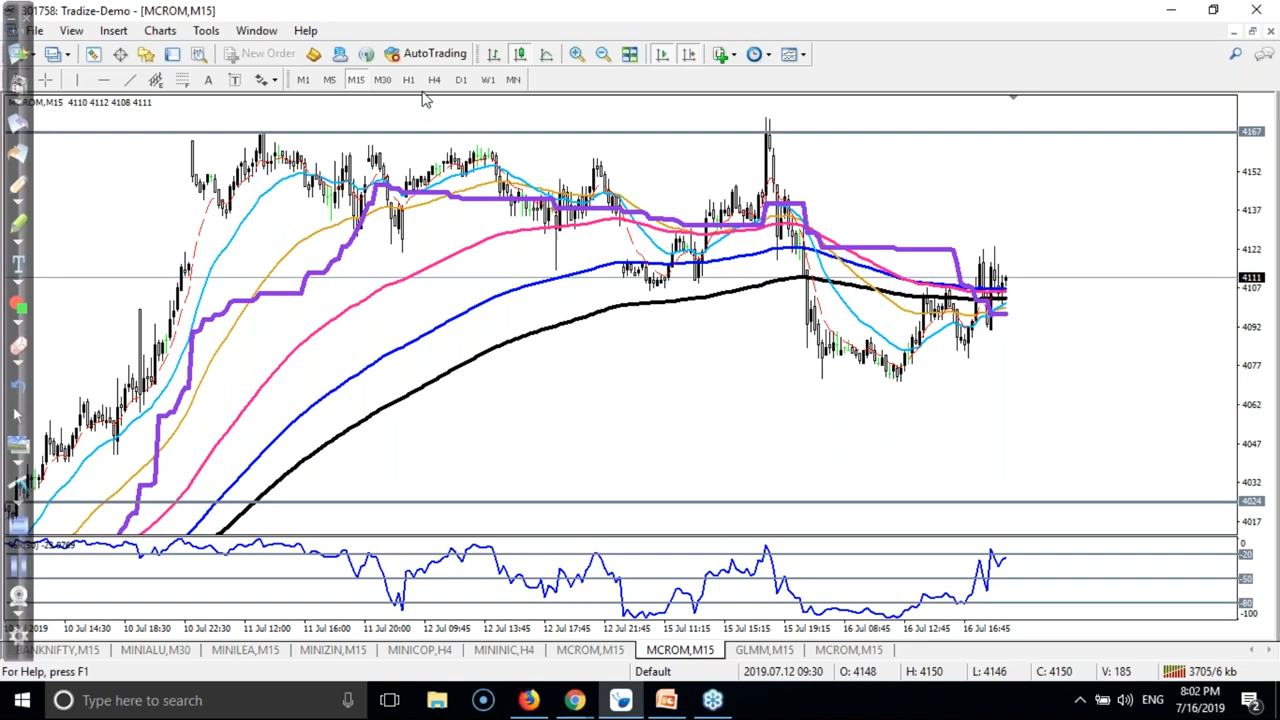 301758: Tradize-Demo - [MCROM,M15]
File View Insert Charts Tools Window Help
New Order AutoTrading
A T M1 M5 M15 M30 H1 H4 D1 W1 MN
MCROM,M15 4110 4112 4108 4111
4167
4152
4137
4122
4111
4107
4092
4077
4062
4047
4032
4024
4017
0
-20
-50
-80
-100
10 Jul 14:30 10 Jul 18:30 10 Jul 22:30 11 Jul 12:00 11 Jul 16:00 11 Jul 20:00 12 Jul 09:45 12 Jul 13:45 12 Jul 17:45 12 Jul 21:45 15 Jul 11:15 15 Jul 15:15 15 Jul 19:15 16 Jul 08:45 16 Jul 12:45 16 Jul 16:45
BANKNIFTY,M15 MINIALU,M30 MINILEA,M15 MINIZIN,M15 MINICOP,H4 MININIC,H4 MCROM,M15 MCROM,M15 GLMM,M15 MCROM,M15
For Help, press F1 Default 2019.07.12 09:30 O: 4148 H: 4150 L: 4146 C: 4150 V: 185 3705/6 kb
Type here to search ENG 8:02 PM
7/16/2019 2